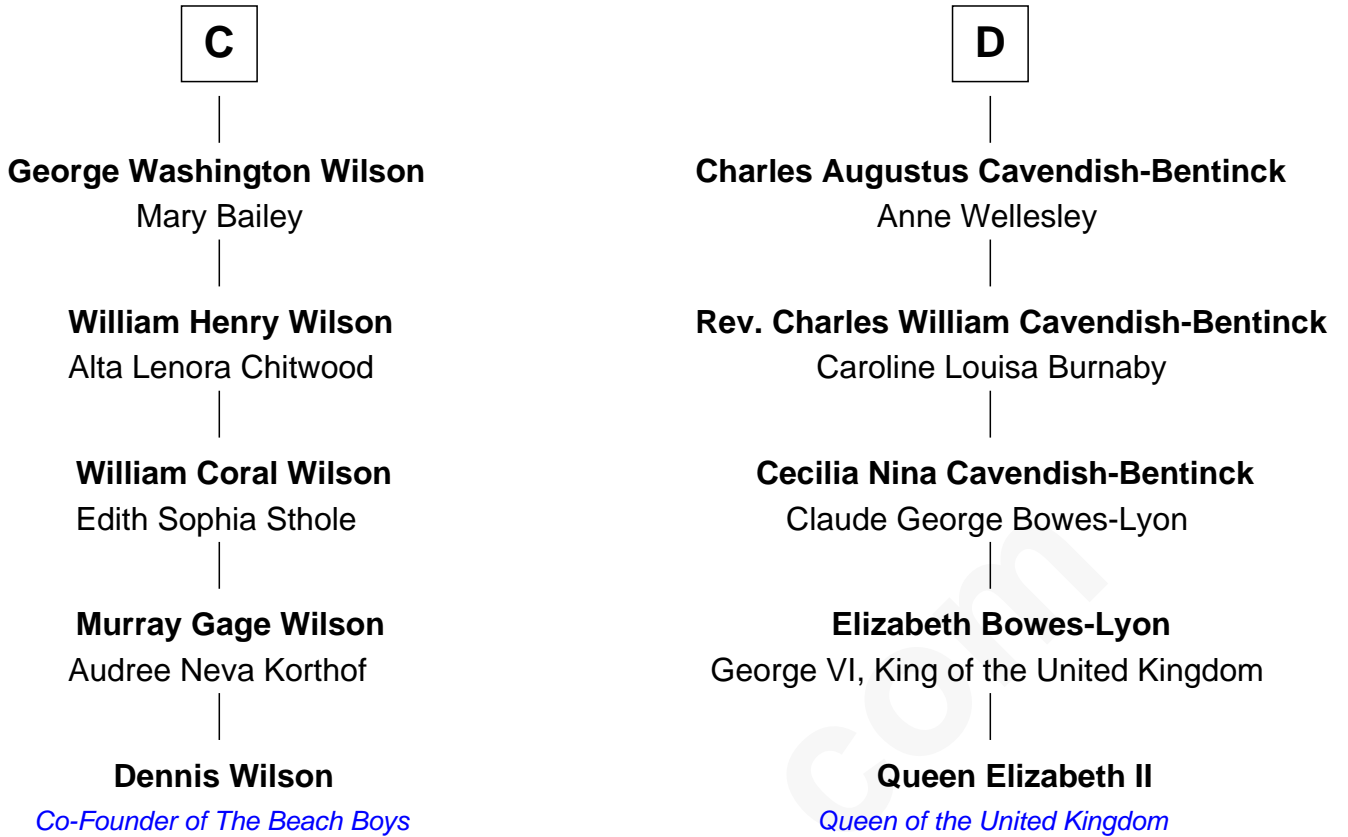 C
George Washington Wilson
Mary Bailey
William Henry Wilson
Alta Lenora Chitwood
William Coral Wilson
Edith Sophia Sthole
Murray Gage Wilson
Audree Neva Korthof
Dennis Wilson
Co-Founder of The Beach Boys
D
Charles Augustus Cavendish-Bentinck
Anne Wellesley
Rev. Charles William Cavendish-Bentinck
Caroline Louisa Burnaby
Cecilia Nina Cavendish-Bentinck
Claude George Bowes-Lyon
Elizabeth Bowes-Lyon
George VI, King of the United Kingdom
Queen Elizabeth II
Queen of the United Kingdom
com